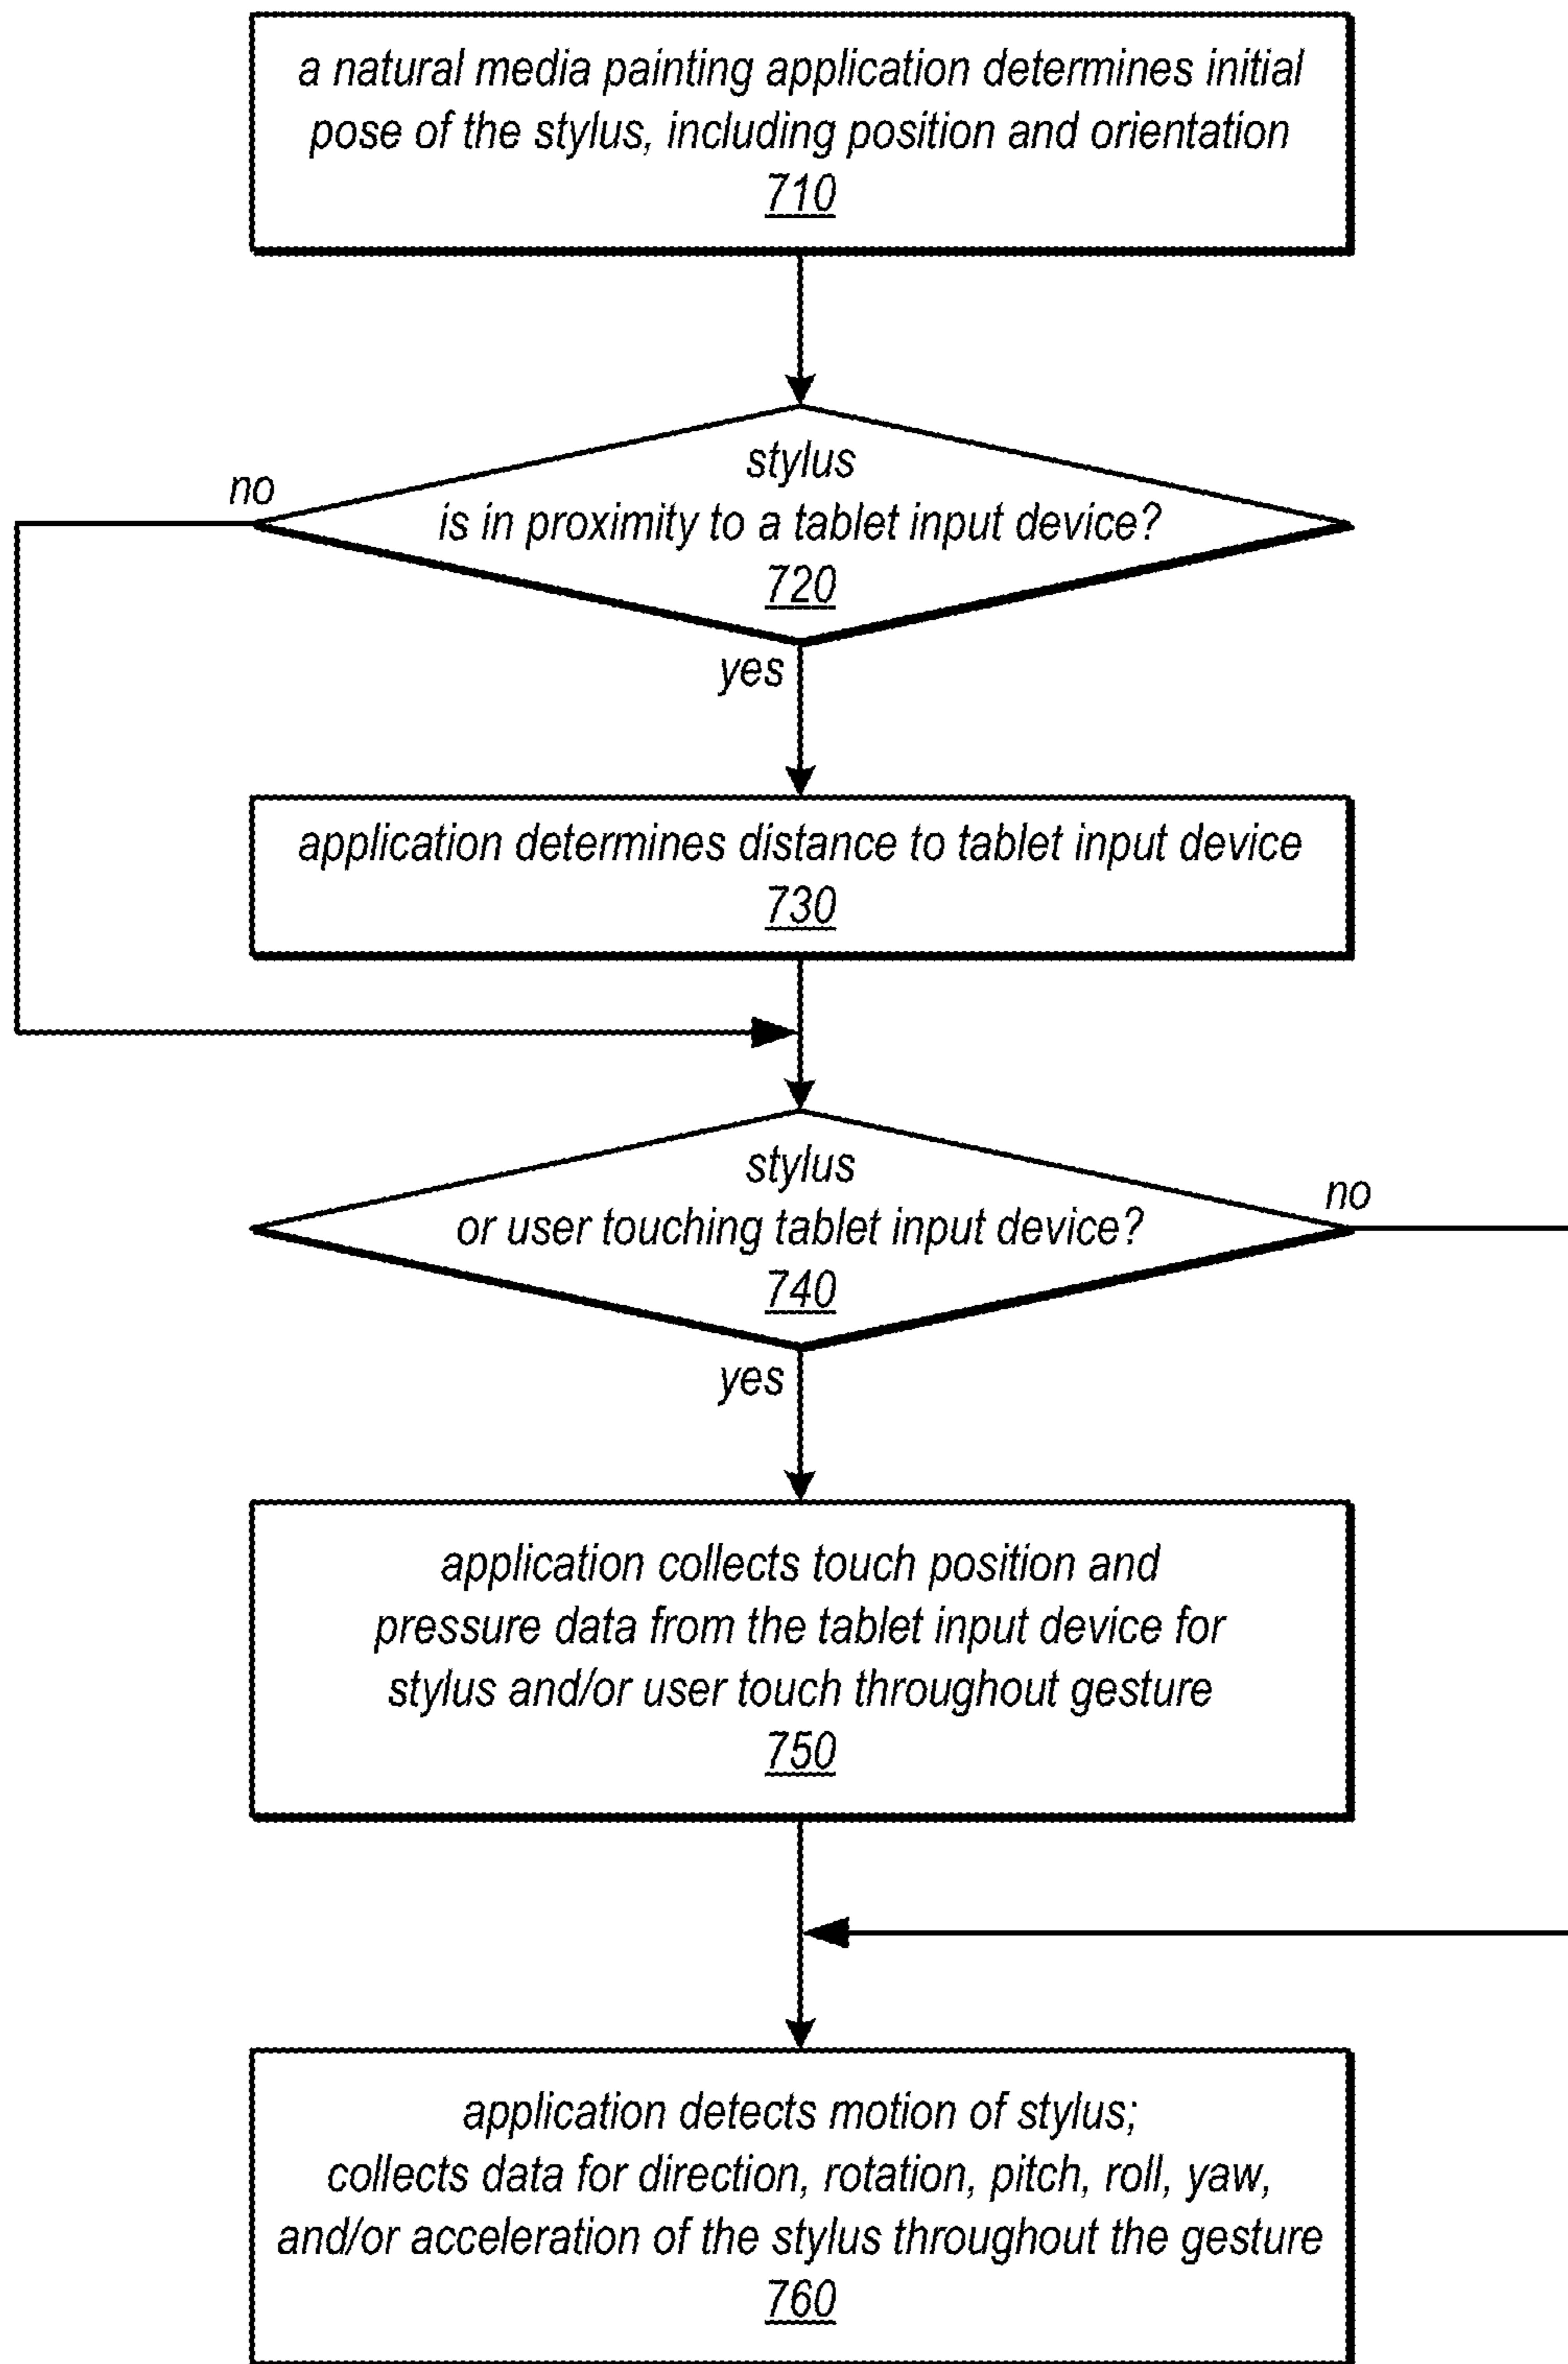 a natural media painting application determines initial
pose of the stylus, including position and orientation
710
stylus
is in proximity to a tablet input device?
720
no
yes
application determines distance to tablet input device
730
stylus
or user touching tablet input device?
740
no
yes
application collects touch position and
pressure data from the tablet input device for
stylus and/or user touch throughout gesture
750
application detects motion of stylus;
collects data for direction, rotation, pitch, roll, yaw,
and/or acceleration of the stylus throughout the gesture
760